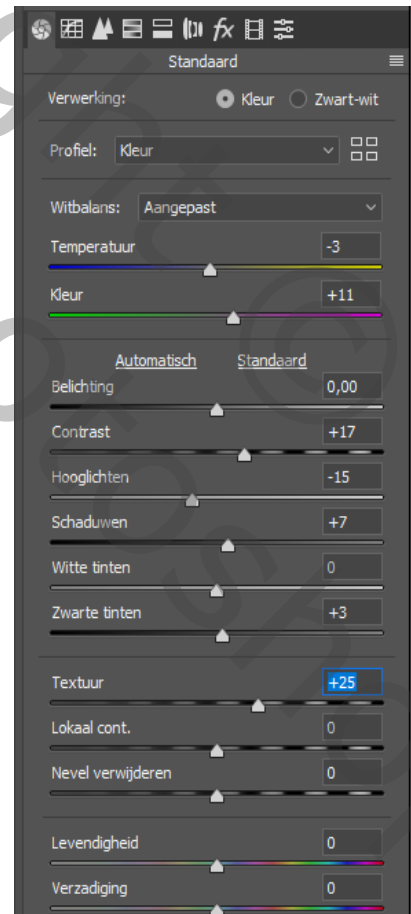 Standaard
Verwerking: Kleur Zwart-wit
Profiel: Kleur
Witbalans: Aangepast
Temperatuur -3
Kleur +11
Automatisch Standaard
Belichting 0,00
Contrast +17
Hooglichten -15
Schaduwen +7
Witte tinten 0
Zwarte tinten +3
Textuur +25
Lokaal cont. 0
Nevel verwijderen 0
Levendigheid 0
Verzadiging 0